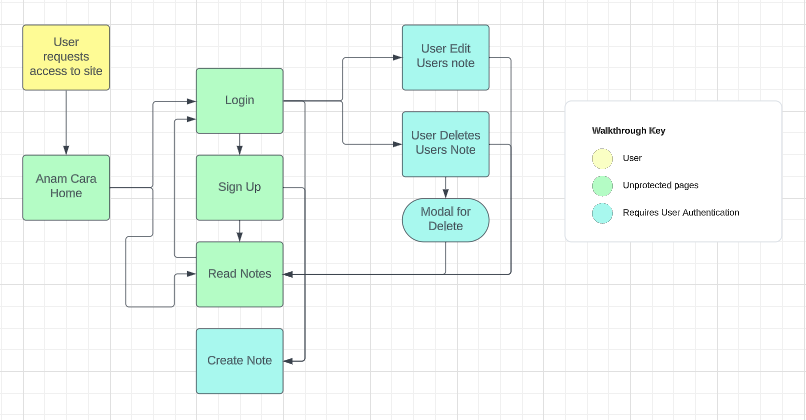 User
requests
access to site
Anam Cara
Home
Login
Sign Up
Read Notes
Create Note
User Edit
Users note
User Deletes
Users Note
Modal for
Delete
Walkthrough Key
User
Unprotected pages
Requires User Authentication